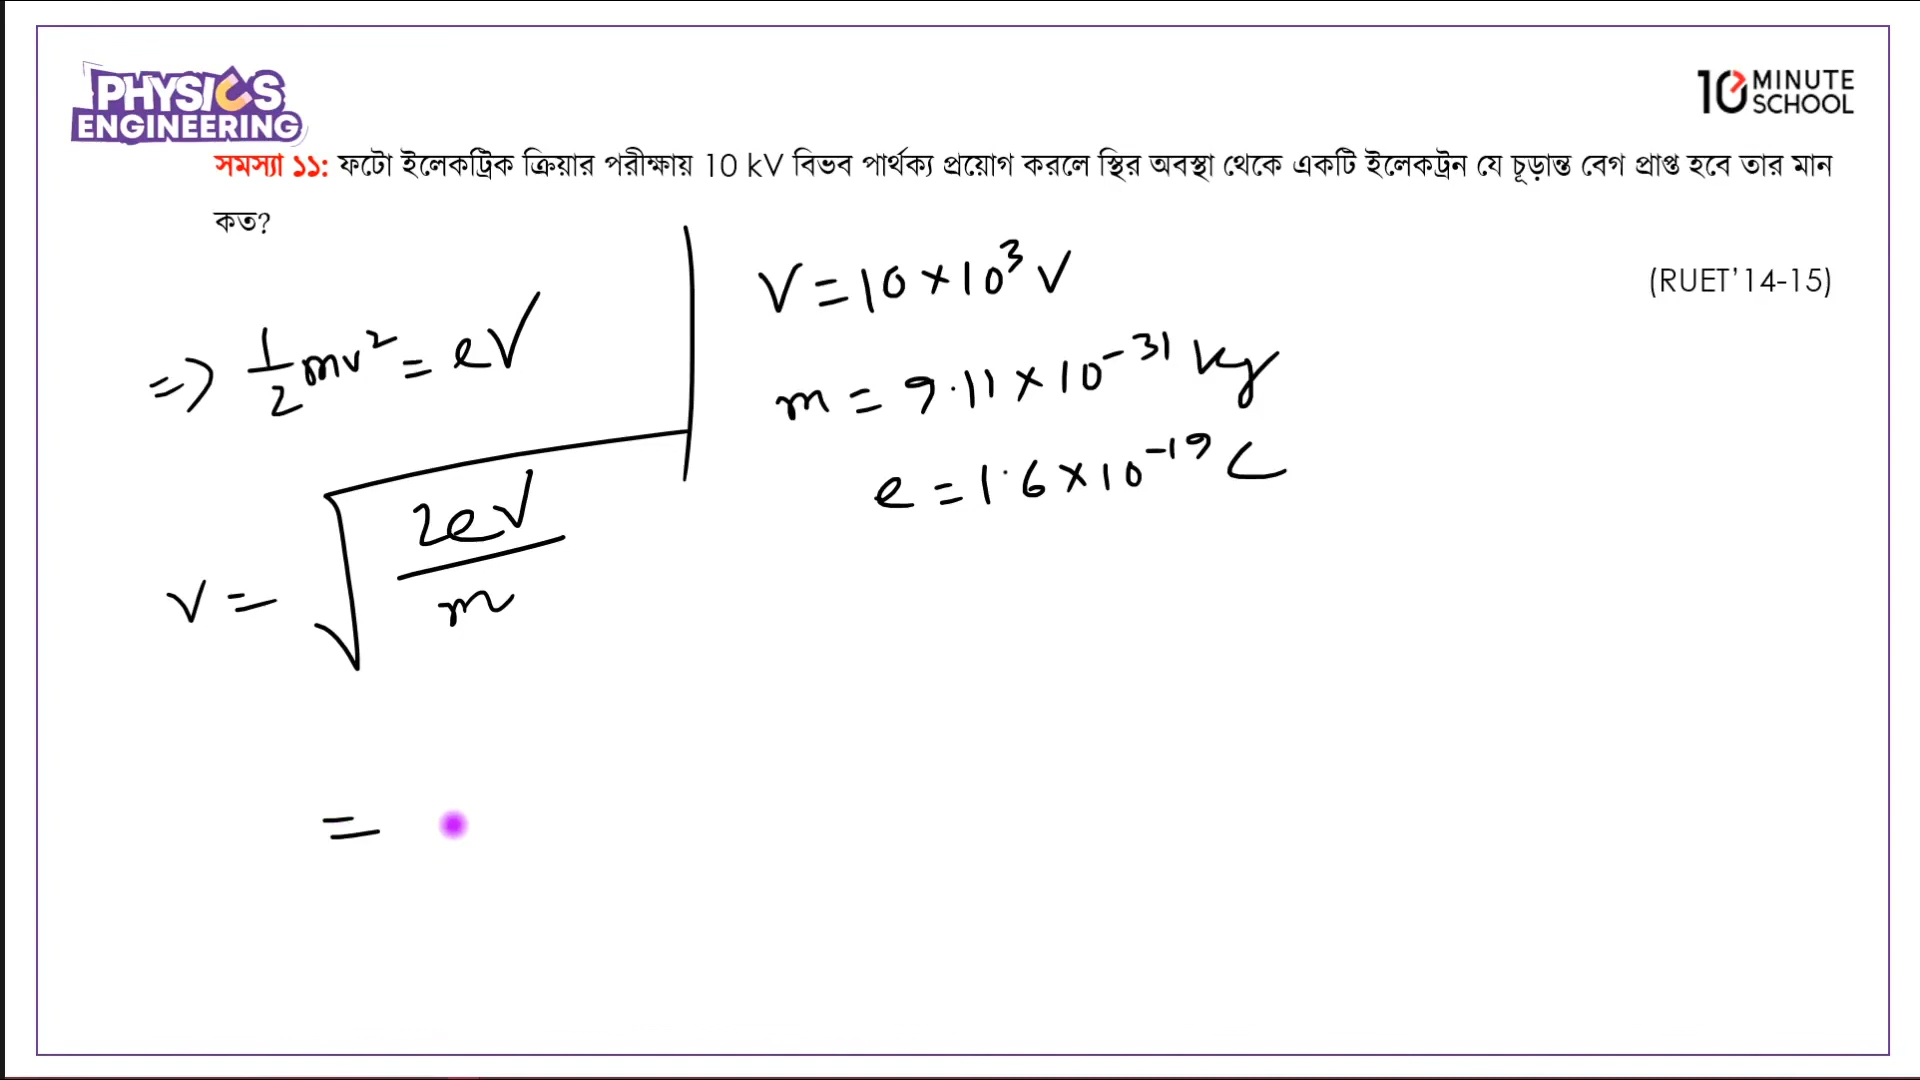 PHYSICS
ENGINEERING
10 MINUTE
SCHOOL
সমস্যা ১১: ফটো ইলেকট্রিক ক্রিয়ার পরীক্ষায় 10 kV বিভব পার্থক্য প্রয়োগ করলে স্থির অবস্থা থেকে একটি ইলেকট্রন যে চূড়ান্ত বেগ প্রাপ্ত হবে তার মান
কত?
(RUET’14-15)
=> 1/2 mv² = eV
v = √(2eV/m)
=
V = 10 × 10³ V
m = 9.11 × 10⁻³¹ kg
e = 1.6 × 10⁻¹⁹ C